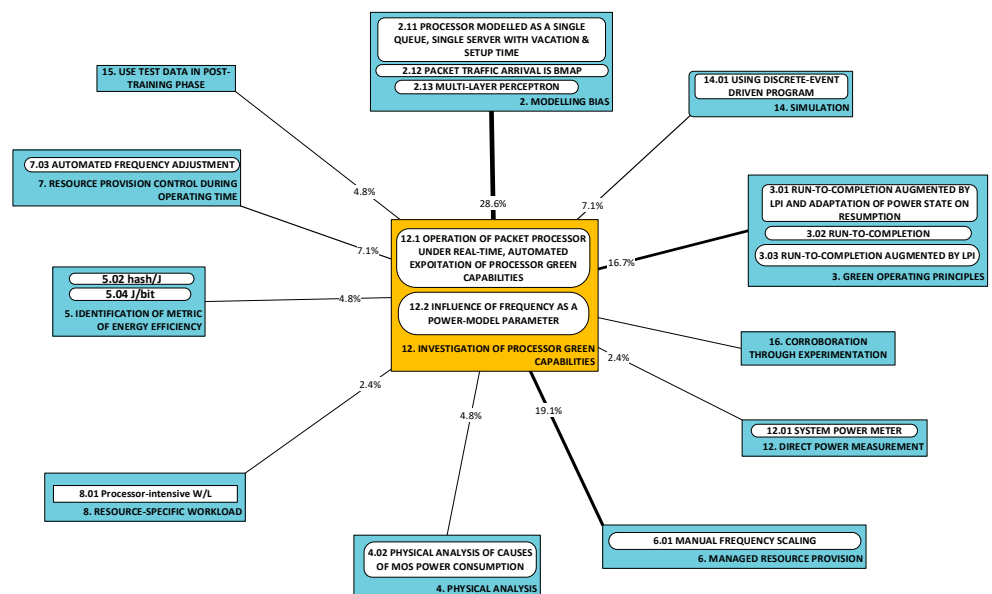 2.11 PROCESSOR MODELLED AS A SINGLE
QUEUE, SINGLE SERVER WITH VACATION &
SETUP TIME
2.12 PACKET TRAFFIC ARRIVAL IS BMAP
2.13 MULTI-LAYER PERCEPTRON
2. MODELLING BIAS
15. USE TEST DATA IN POST-
TRAINING PHASE
14.01 USING DISCRETE-EVENT
DRIVEN PROGRAM
14. SIMULATION
7.03 AUTOMATED FREQUENCY ADJUSTMENT
7. RESOURCE PROVISION CONTROL DURING
OPERATING TIME
4.8%
28.6%
7.1%
3.01 RUN-TO-COMPLETION AUGMENTED BY
LPI AND ADAPTATION OF POWER STATE ON
RESUMPTION
3.02 RUN-TO-COMPLETION
3.03 RUN-TO-COMPLETION AUGMENTED BY LPI
3. GREEN OPERATING PRINCIPLES
7.1%
16.7%
12.1 OPERATION OF PACKET PROCESSOR
UNDER REAL-TIME, AUTOMATED
EXPOITATION OF PROCESSOR GREEN
CAPABILITIES
12.2 INFLUENCE OF FREQUENCY AS A
POWER-MODEL PARAMETER
12. INVESTIGATION OF PROCESSOR GREEN
CAPABILITIES
5.02 hash/J
5.04 J/bit
5. IDENTIFICATION OF METRIC
OF ENERGY EFFICIENCY
4.8%
16. CORROBORATION
THROUGH EXPERIMENTATION
2.4%
2.4%
4.8%
19.1%
12.01 SYSTEM POWER METER
12. DIRECT POWER MEASUREMENT
8.01 Processor-intensive W/L
8. RESOURCE-SPECIFIC WORKLOAD
4.02 PHYSICAL ANALYSIS OF CAUSES
OF MOS POWER CONSUMPTION
4. PHYSICAL ANALYSIS
6.01 MANUAL FREQUENCY SCALING
6. MANAGED RESOURCE PROVISION